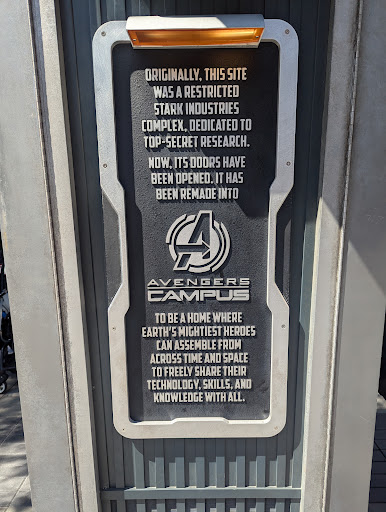 ORIGINALLY, THIS SITE
WAS A RESTRICTED
STARK INDUSTRIES
COMPLEX, DEDICATED TO
TOP-SECRET RESEARCH.
NOW, ITS DOORS HAVE
BEEN OPENED. IT HAS
BEEN REMADE INTO
A
AVENGERS
CAMPUS
TO BE A HOME WHERE
EARTH'S MIGHTIEST HEROES
CAN ASSEMBLE FROM
ACROSS TIME AND SPACE
TO FREELY SHARE THEIR
TECHNOLOGY, SKILLS, AND
KNOWLEDGE WITH ALL.